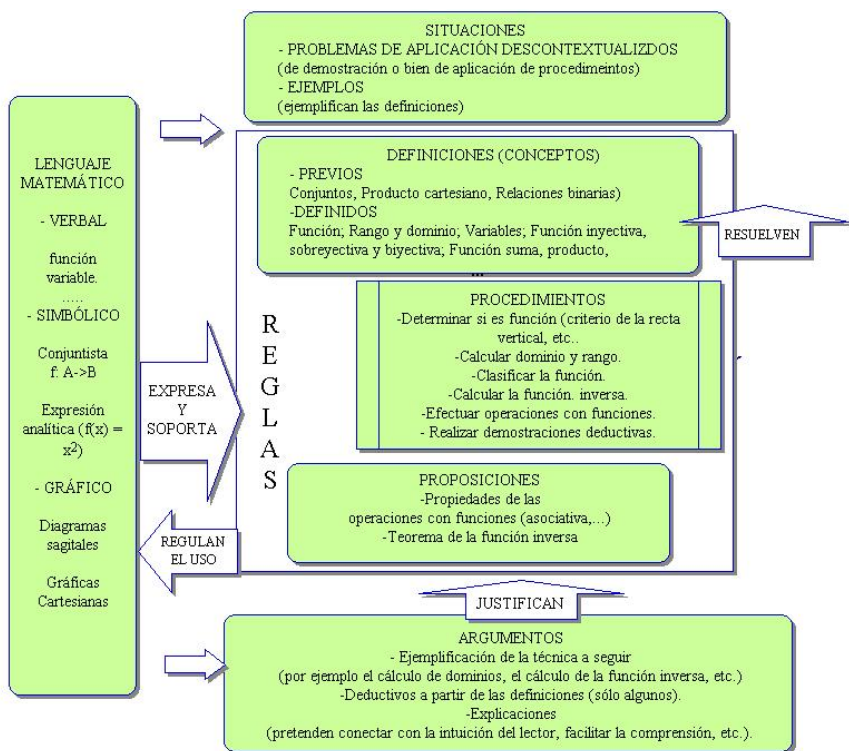 SITUACIONES
- PROBLEMAS DE APLICACIÓN DESCONTEXTUALIZDOS
(de demostración o bien de aplicación de procedimeintos)
- EJEMPLOS
(ejemplifican las definiciones)
LENGUAJE
MATEMÁTICO
- VERBAL
función
variable.
.....
- SIMBÓLICO
Conjuntista
f: A->B
Expresión
analítica (f(x) =
x²)
- GRÁFICO
Diagramas
sagitales
Gráficas
Cartesianas
EXPRESA
Y
SOPORTA
REGULAN
EL USO
REGLAS
DEFINICIONES (CONCEPTOS)
- PREVIOS
Conjuntos, Producto cartesiano, Relaciones binarias)
-DEFINIDOS
Función; Rango y dominio; Variables; Función inyectiva,
sobreyectiva y biyectiva; Función suma, producto,
...
RESUELVEN
PROCEDIMIENTOS
-Determinar si es función (criterio de la recta
vertical, etc..
-Calcular dominio y rango.
-Clasificar la función.
-Calcular la función. inversa.
-Efectuar operaciones con funciones.
- Realizar demostraciones deductivas.
PROPOSICIONES
-Propiedades de las
operaciones con funciones (asociativa,...)
-Teorema de la función inversa
JUSTIFICAN
ARGUMENTOS
- Ejemplificación de la técnica a seguir
(por ejemplo el cálculo de dominios, el cálculo de la función inversa, etc.)
-Deductivos a partir de las definiciones (sólo algunos).
-Explicaciones
(pretenden conectar con la intuición del lector, facilitar la comprensión, etc.).